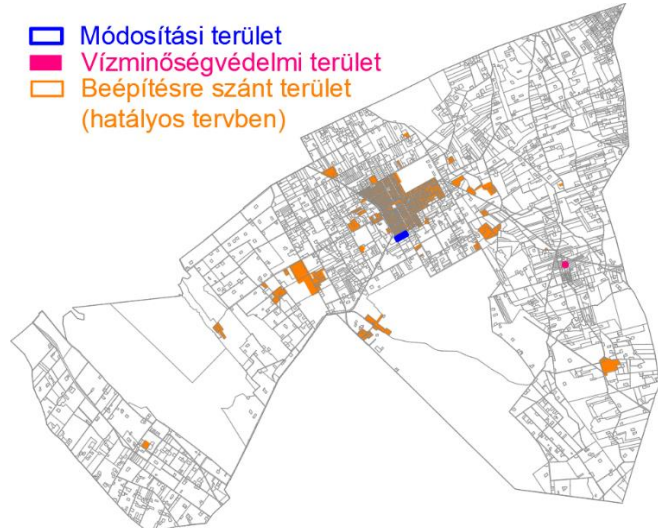 Módosítási terület
Vízminőségvédelmi terület
Beépítésre szánt terület
(hatályos tervben)